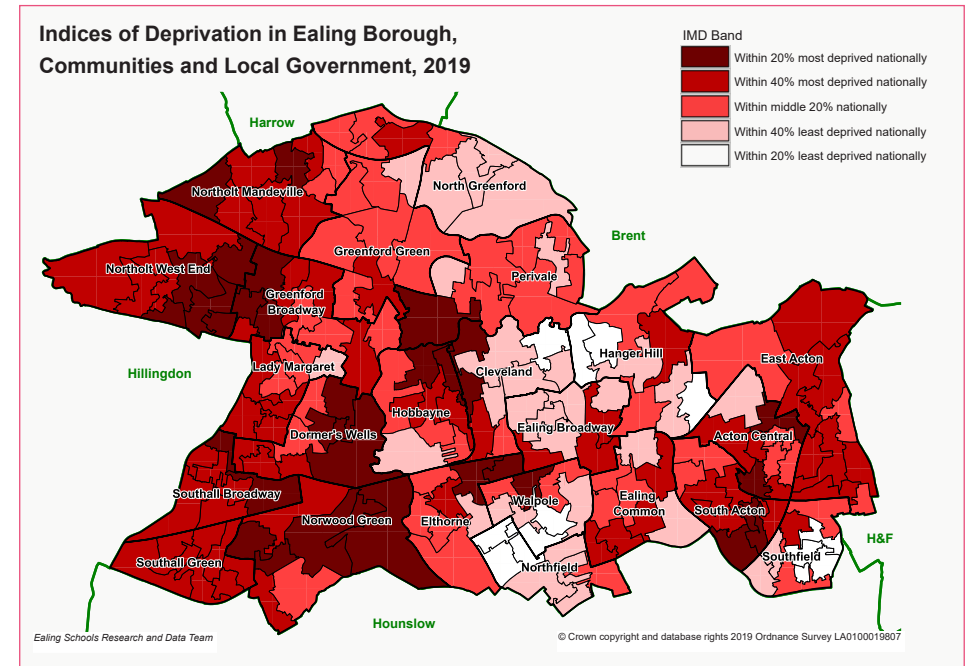 Indices of Deprivation in Ealing Borough,
Communities and Local Government, 2019
IMD Band
Within 20% most deprived nationally
Within 40% most deprived nationally
Within middle 20% nationally
Within 40% least deprived nationally
Within 20% least deprived nationally
Harrow
Northolt Mandeville
North Greenford
Brent
Greenford Green
Northolt West End
Perivale
Greenford
Broadway
Hillingdon
Lady Margaret
Cleveland
Hanger Hill
East Acton
Hobbayne
Dormer's Wells
Ealing Broadway
Acton Central
Southall Broadway
Norwood Green
Elthorne
Walpole
Ealing
Common
South Acton
H&F
Southall Green
Northfield
Southfield
Hounslow
Ealing Schools Research and Data Team
© Crown copyright and database rights 2019 Ordnance Survey LA0100019807